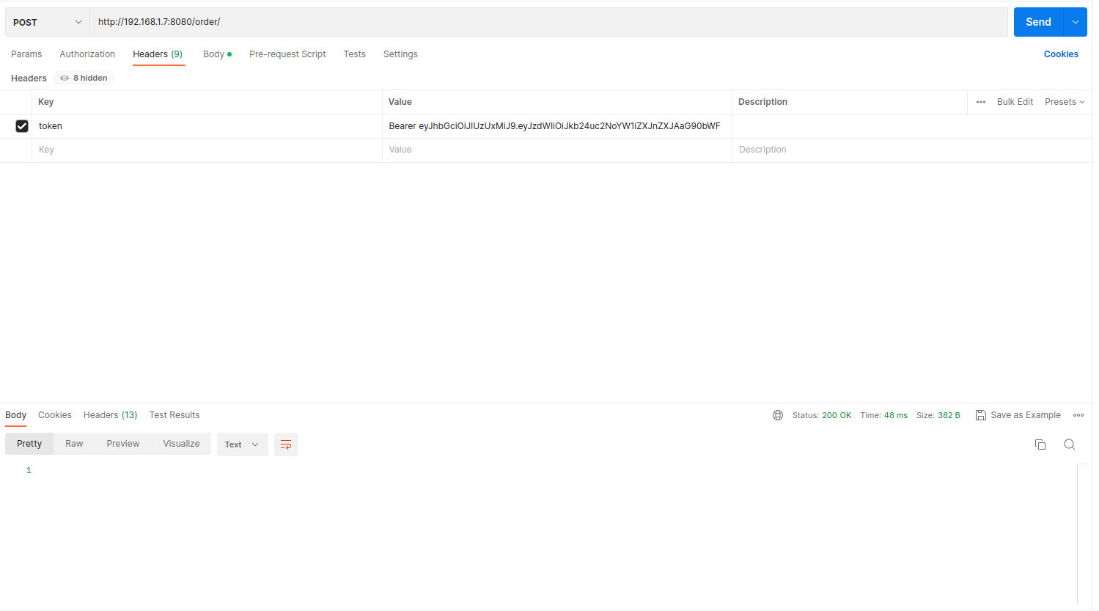 POST http://192.168.1.7:8080/order/ Send
Params Authorization Headers (9) Body Pre-request Script Tests Settings Cookies
Headers 8 hidden
Key Value Description Bulk Edit Presets
token Bearer eyJhbGciOiJIUzUxMiJ9.eyJzdWIiOiJkb24uc2NoYW1iZXJnZXJAaG90bWF
Key Value Description
Body Cookies Headers (13) Test Results Status: 200 OK Time: 48 ms Size: 382 B Save as Example
Pretty Raw Preview Visualize Text
1